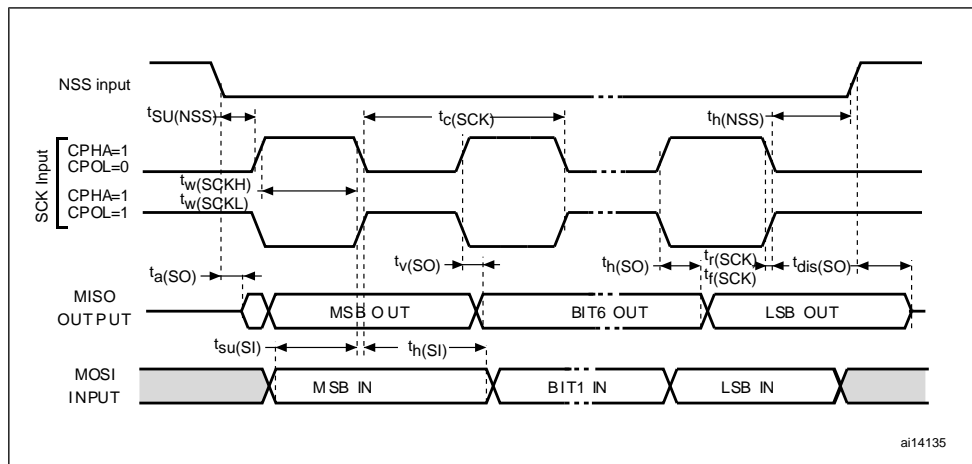 NSS input
tSU(NSS)
tc(SCK)
th(NSS)
SCK Input
CPHA=1
CPOL=0
CPHA=1
CPOL=1
tw(SCKH)
tw(SCKL)
ta(SO)
tv(SO)
th(SO)
tr(SCK)
tf(SCK)
tdis(SO)
MISO
OUTPUT
MSB OUT
BIT6 OUT
LSB OUT
tsu(SI)
th(SI)
MOSI
INPUT
MSB IN
BIT1 IN
LSB IN
ai14135